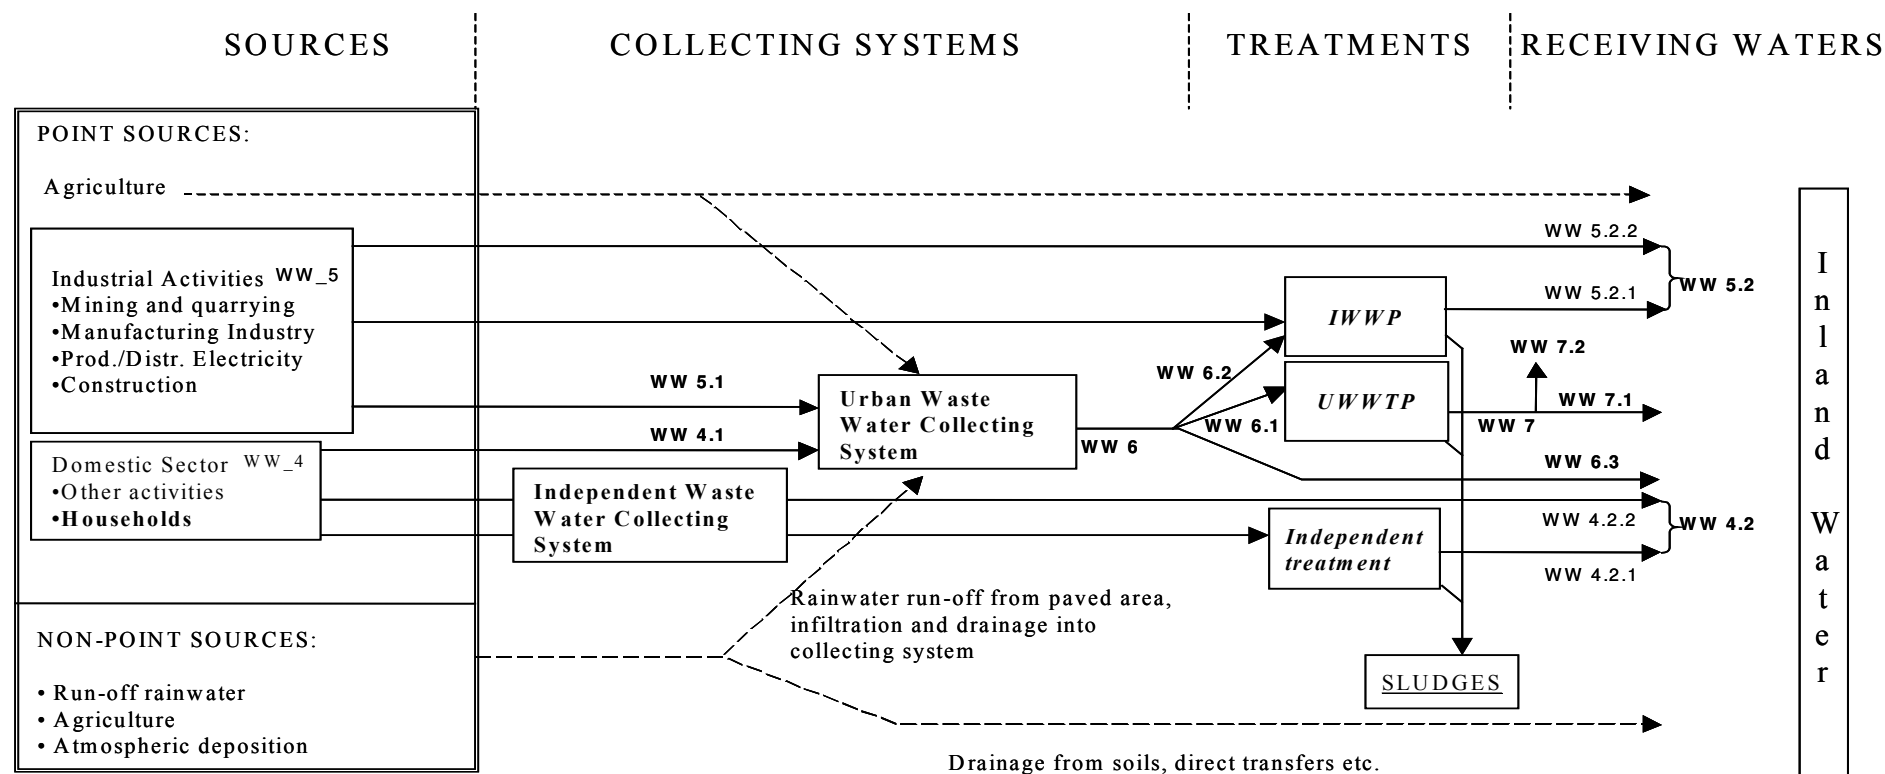 SOURCES
COLLECTING SYSTEMS
TREATMENTS
RECEIVING WATERS
POINT SOURCES:
Agriculture
Industrial Activities WW_5
•Mining and quarrying
•Manufacturing Industry
•Prod./Distr. Electricity
•Construction
Domestic Sector WW_4
•Other activities
•Households
NON-POINT SOURCES:
• Run-off rainwater
• Agriculture
• Atmospheric deposition
WW 5.1
WW 4.1
Urban Waste
Water Collecting
System
Independent Waste
Water Collecting
System
Rainwater run-off from paved area,
infiltration and drainage into
collecting system
Drainage from soils, direct transfers etc.
WW 6
WW 6.2
WW 6.1
IWWP
UWWTP
Independent
treatment
SLUDGES
WW 5.2.2
WW 5.2.1
WW 5.2
WW 7.2
WW 7.1
WW 7
WW 6.3
WW 4.2.2
WW 4.2
WW 4.2.1
Inland Water